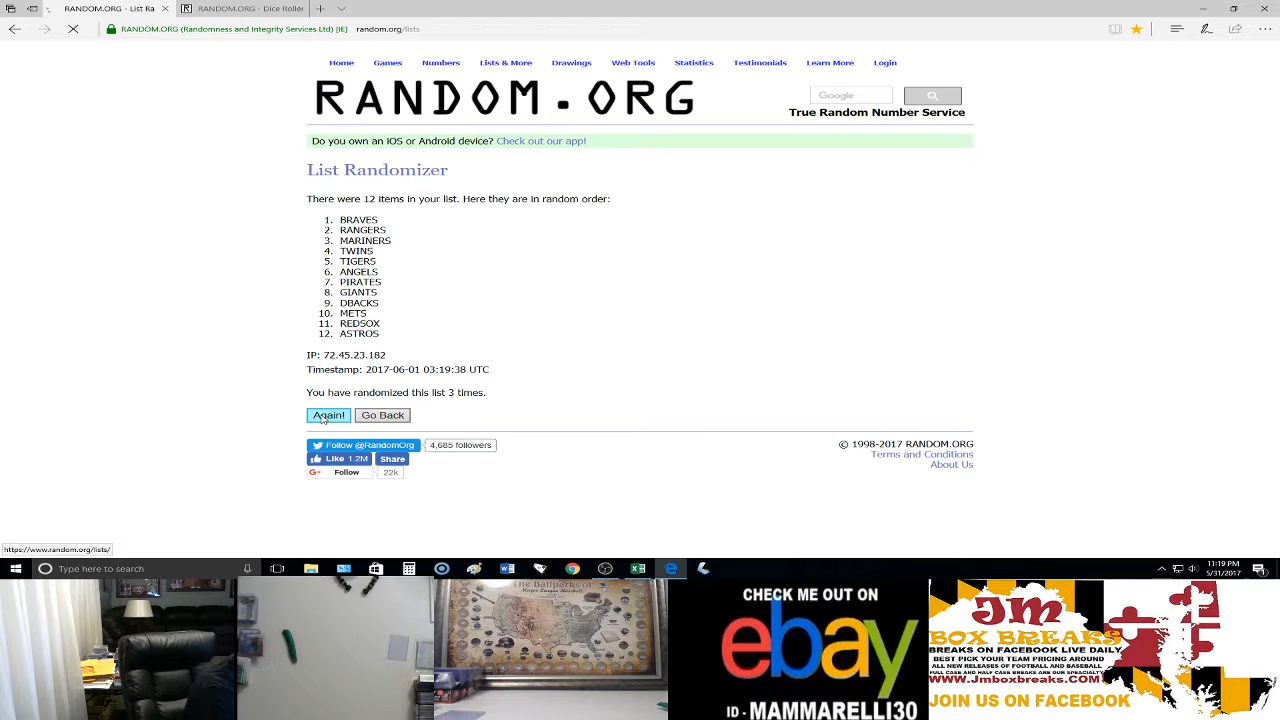 RANDOM.ORG - List Ra
RANDOM.ORG - Dice Roller
RANDOM.ORG (Randomness and Integrity Services Ltd) [IE] random.org/lists
Home Games Numbers Lists & More Drawings Web Tools Statistics Testimonials Learn More Login
RANDOM.ORG
Google
True Random Number Service
Do you own an iOS or Android device? Check out our app!
List Randomizer
There were 12 items in your list. Here they are in random order:
1. BRAVES
2. RANGERS
3. MARINERS
4. TWINS
5. TIGERS
6. ANGELS
7. PIRATES
8. GIANTS
9. DBACKS
10. METS
11. REDSOX
12. ASTROS
IP: 72.45.23.182
Timestamp: 2017-06-01 03:19:38 UTC
You have randomized this list 3 times.
Again! Go Back
Follow @RandomOrg 4,685 followers
Like 1.2M Share
G+ Follow 22k
© 1998-2017 RANDOM.ORG
Terms and Conditions
About Us
https://www.random.org/lists/
Type here to search
11:19 PM
5/31/2017
The Ballparks of
Major League Baseball
CHECK ME OUT ON
ebay
ID - MAMMARELLI30
JM
BOX BREAKS
BREAKS ON FACEBOOK LIVE DAILY
BEST PICK YOUR TEAM PRICING AROUND
ALL NEW RELEASES OF FOOTBALL AND BASEBALL
FULL CASE AND HALF CASE BREAKS ARE OUR SPECIALTY
WWW.JMBOXBREAKS.COM
JOIN US ON FACEBOOK